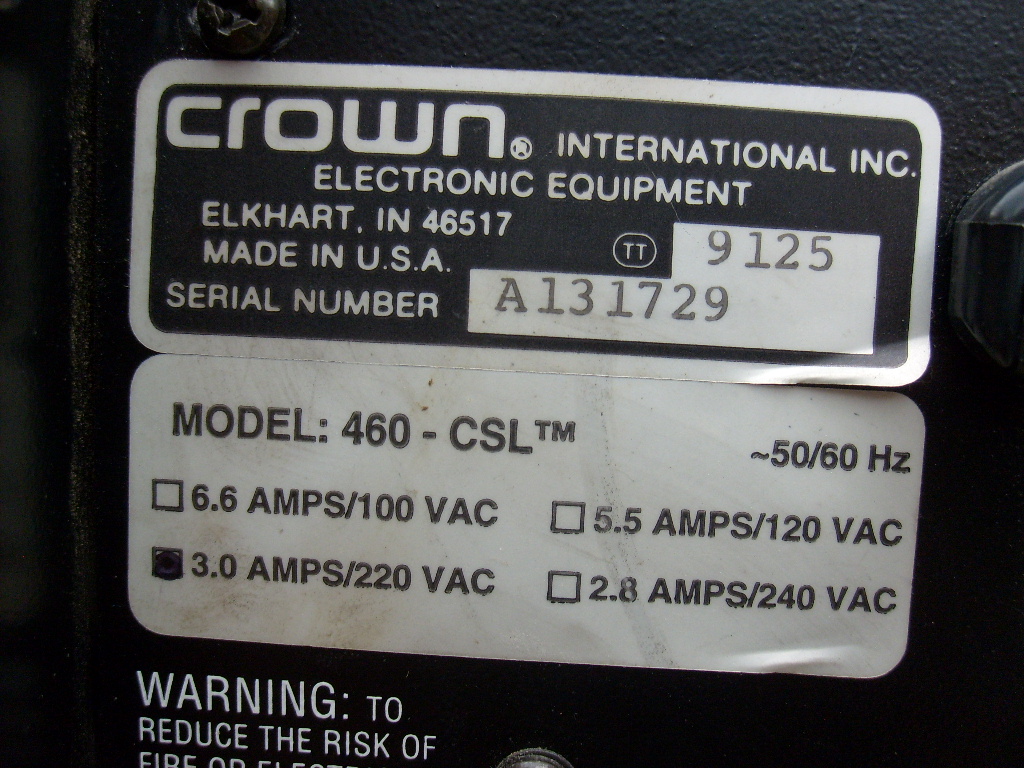 crown® INTERNATIONAL INC.
ELECTRONIC EQUIPMENT
ELKHART, IN 46517
MADE IN U.S.A.
TT 9125
SERIAL NUMBER A131729
MODEL: 460 - CSL™
~50/60 Hz
6.6 AMPS/100 VAC 5.5 AMPS/120 VAC
3.0 AMPS/220 VAC 2.8 AMPS/240 VAC
WARNING: TO
REDUCE THE RISK OF
FIRE OR